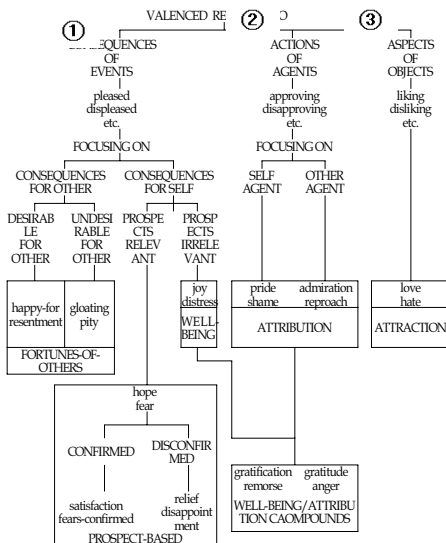 VALENCED RE O
① ② ③
SEQUENCES
OF
EVENTS
ACTIONS
OF
AGENTS
ASPECTS
OF
OBJECTS
pleased
displeased
etc.
approving
disapproving
etc.
liking
disliking
etc.
FOCUSING ON
FOCUSING ON
CONSEQUENCES
FOR OTHER
CONSEQUENCES
FOR SELF
SELF
AGENT
OTHER
AGENT
DESIRAB
LE
FOR
OTHER
UNDESI
RABLE
FOR
OTHER
PROSPE
CTS
RELEV
ANT
PROSP
ECTS
IRRELE
VANT
happy-for
resentment
gloating
pity
FORTUNES-OF-
OTHERS
joy
distress
WELL-
BEING
pride
shame
admiration
reproach
ATTRIBUTION
love
hate
ATTRACTION
hope
fear
CONFIRMED
DISCONFIR
MED
satisfaction
fears-confirmed
relief
disappoint
ment
PROSPECT-BASED
gratification
remorse
gratitude
anger
WELL-BEING/ATTRIBU
TION CAOMPOUNDS